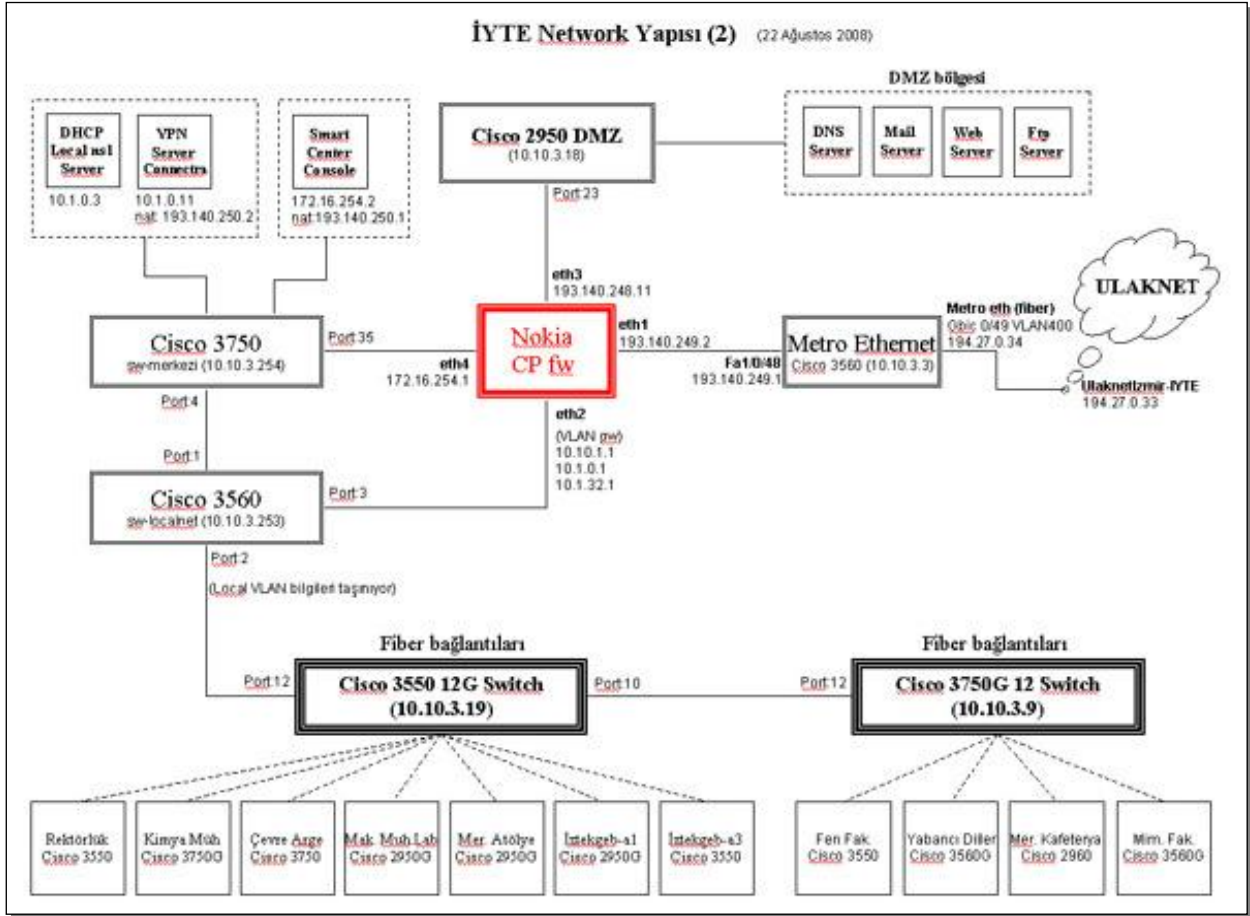 İYTE Network Yapısı (2) (22 Ağustos 2008)
DMZ bölgesi
DHCP
Local ns1
Server
10.1.0.3
VPN
Server
Connectra
10.1.0.11
nat: 193.140.250.2
Smart
Center
Console
172.16.254.2
nat:193.140.250.1
Cisco 2950 DMZ
(10.10.3.18)
Port:23
DNS
Server
Mail
Server
Web
Server
Ftp
Server
eth3
193.140.248.11
ULAKNET
Cisco 3750
sw-merkezi (10.10.3.254)
Port:35
eth4
172.16.254.1
Nokia
CP fw
eth1
193.140.249.2
Fa1/0/48
193.140.249.1
Metro Ethernet
Cisco 3560 (10.10.3.3)
Metro eth (fiber)
Gbic 0/49 VLAN400
194.27.0.34
UlaknetIzmir-IYTE
194.27.0.33
Port:4
Port:1
eth2
(VLAN gw)
10.10.1.1
10.1.0.1
10.1.32.1
Cisco 3560
sw-localnet (10.10.3.253)
Port:3
Port:2
(Local VLAN bilgileri taşınıyor)
Fiber bağlantıları
Port:12
Cisco 3550 12G Switch
(10.10.3.19)
Port:10
Fiber bağlantıları
Port:12
Cisco 3750G 12 Switch
(10.10.3.9)
Rektörlük
Cisco 3550
Kimya Müh
Cisco 3750G
Çevre Arge
Cisco 3750
Mak. Muh.Lab
Cisco 2950G
Mer. Atölye
Cisco 2950G
İztekgeb-a1
Cisco 2950G
İztekgeb-a3
Cisco 3550
Fen Fak.
Cisco 3550
Yabancı Diller
Cisco 3560G
Mer. Kafeterya
Cisco 2960
Mim. Fak.
Cisco 3560G